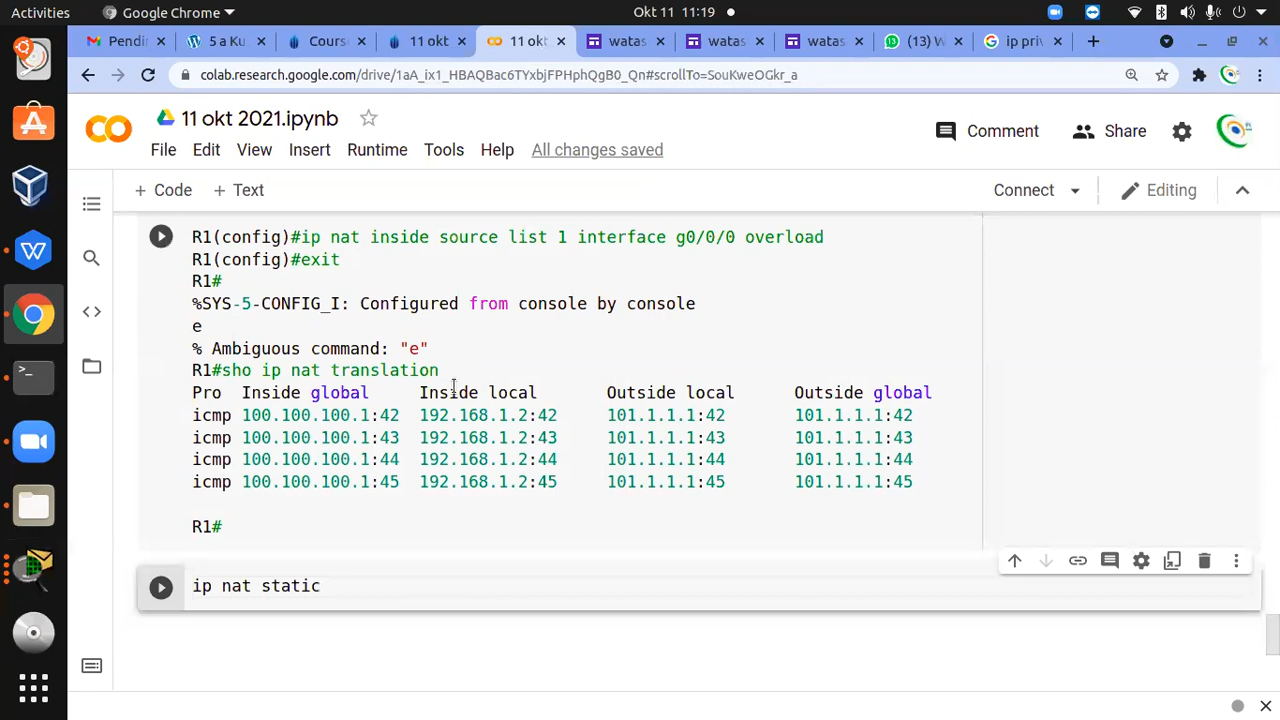 Activities
Google Chrome
Okt 11 11:19
Pendin
5 a Ku
Cours
11 okt
11 okt
watas
watas
watas
(13) W
ip priv
colab.research.google.com/drive/1aA_ix1_HBAQBac6TYxbjFPHphQgB0_Qn#scrollTo=SouKweOGkr_a
11 okt 2021.ipynb
Comment
Share
File Edit View Insert Runtime Tools Help All changes saved
+ Code + Text
Connect
Editing
R1(config)#ip nat inside source list 1 interface g0/0/0 overload
R1(config)#exit
R1#
%SYS-5-CONFIG_I: Configured from console by console
e
% Ambiguous command: "e"
R1#sho ip nat translation
Pro Inside global Inside local Outside local Outside global
icmp 100.100.100.1:42 192.168.1.2:42 101.1.1.1:42 101.1.1.1:42
icmp 100.100.100.1:43 192.168.1.2:43 101.1.1.1:43 101.1.1.1:43
icmp 100.100.100.1:44 192.168.1.2:44 101.1.1.1:44 101.1.1.1:44
icmp 100.100.100.1:45 192.168.1.2:45 101.1.1.1:45 101.1.1.1:45
R1#
ip nat static